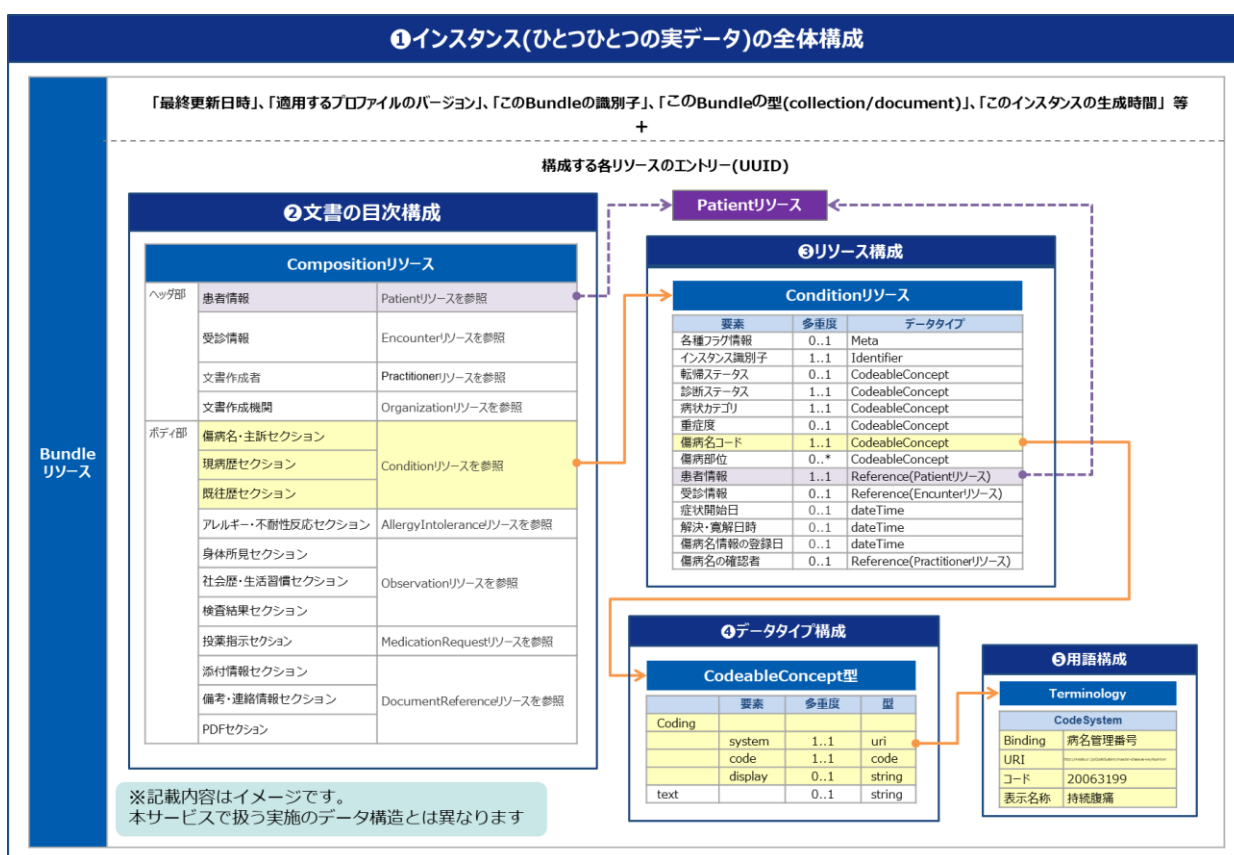 ❶インスタンス(ひとつひとつの実データ)の全体構成
Bundle
リソース
「最終更新日時」、「適用するプロファイルのバージョン」、「このBundleの識別子」、「このBundleの型(collection/document)」、「このインスタンスの生成時間」 等
+
構成する各リソースのエントリー(UUID)
❷文書の目次構成
Compositionリソース
ヘッダ部 患者情報 Patientリソースを参照
受診情報 Encounterリソースを参照
文書作成者 Practitionerリソースを参照
文書作成機関 Organizationリソースを参照
ボディ部 傷病名・主訴セクション
現病歴セクション Conditionリソースを参照
既往歴セクション
アレルギー・不耐性反応セクション AllergyIntoleranceリソースを参照
身体所見セクション
社会歴・生活習慣セクション Observationリソースを参照
検査結果セクション
投薬指示セクション MedicationRequestリソースを参照
添付情報セクション
備考・連絡情報セクション DocumentReferenceリソースを参照
PDFセクション
※記載内容はイメージです。
本サービスで扱う実施のデータ構造とは異なります
Patientリソース
❸リソース構成
Conditionリソース
要素 多重度 データタイプ
各種フラグ情報 0..1 Meta
インスタンス識別子 1..1 Identifier
転帰ステータス 0..1 CodeableConcept
診断ステータス 1..1 CodeableConcept
病状カテゴリ 1..1 CodeableConcept
重症度 0..1 CodeableConcept
傷病名コード 1..1 CodeableConcept
傷病部位 0..* CodeableConcept
患者情報 1..1 Reference(Patientリソース)
受診情報 0..1 Reference(Encunterリソース)
症状開始日 0..1 dateTime
解決・寛解日時 0..1 dateTime
傷病名情報の登録日 0..1 dateTime
傷病名の確認者 0..1 Reference(Practitionerリソース)
❹データタイプ構成
CodeableConcept型
要素 多重度 型
Coding
system 1..1 uri
code 1..1 code
display 0..1 string
text 0..1 string
❺用語構成
Terminology
CodeSystem
Binding 病名管理番号
URI
コード 20063199
表示名称 持続腹痛